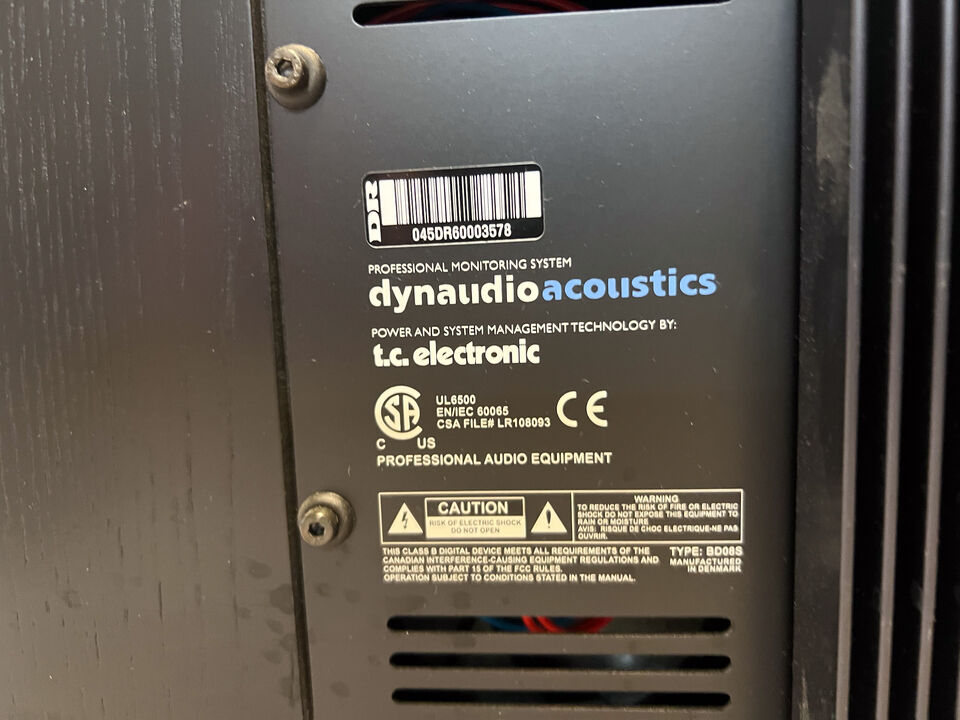 DR
045DR60003578
PROFESSIONAL MONITORING SYSTEM
dynaudioacoustics
POWER AND SYSTEM MANAGEMENT TECHNOLOGY BY:
t.c. electronic
SA
C US
UL6500
EN/IEC 60065
CSA FILE# LR108093
CE
PROFESSIONAL AUDIO EQUIPMENT
CAUTION
RISK OF ELECTRIC SHOCK
DO NOT OPEN
WARNING
TO REDUCE THE RISK OF FIRE OR ELECTRIC
SHOCK DO NOT EXPOSE THIS EQUIPMENT TO
RAIN OR MOISTURE
AVIS: RISQUE DE CHOC ELECTRIQUE-NE PAS
OUVRIR.
THIS CLASS B DIGITAL DEVICE MEETS ALL REQUIREMENTS OF THE
CANADIAN INTERFERENCE-CAUSING EQUIPMENT REGULATIONS AND
COMPLIES WITH PART 15 OF THE FCC RULES.
OPERATION SUBJECT TO CONDITIONS STATED IN THE MANUAL.
TYPE: BD08S
MANUFACTURED
IN DENMARK